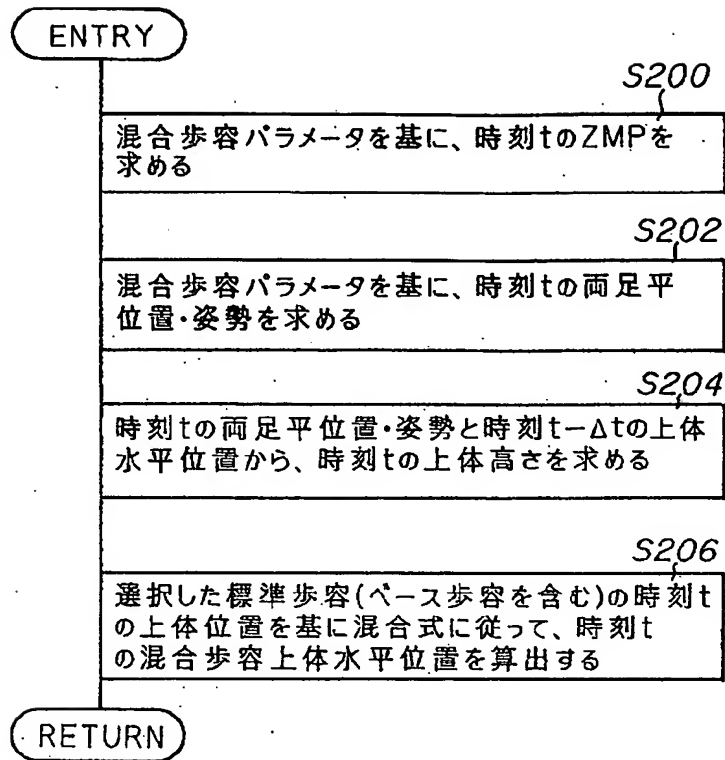 ENTRY
S200
混合歩容パラメータを基に、時刻tのZMPを
求める
S202
混合歩容パラメータを基に、時刻tの両足平
位置・姿勢を求める
S204
時刻tの両足平位置・姿勢と時刻t－Δtの上体
水平位置から、時刻tの上体高さを求める
S206
選択した標準歩容(ベース歩容を含む)の時刻t
の上体位置を基に混合式に従って、時刻t
の混合歩容上体水平位置を算出する
RETURN